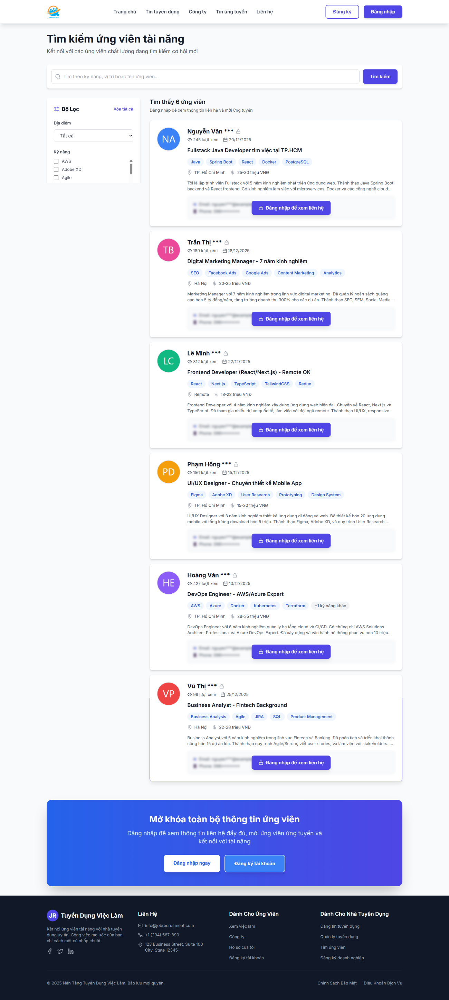 Trang chủ
Tin tuyển dụng
Công ty
Tin ứng tuyển
Liên hệ
Đăng ký
Đăng nhập
Tìm kiếm ứng viên tài năng
Kết nối với các ứng viên chất lượng đang tìm kiếm cơ hội mới
Tìm theo kỹ năng, vị trí hoặc tên ứng viên...
Tìm kiếm
Bộ Lọc
Xóa tất cả
Địa điểm
Tất cả
Kỹ năng
AWS
Adobe XD
Agile
Tìm thấy 6 ứng viên
Đăng nhập để xem thông tin liên hệ và mời ứng tuyển
NA
Nguyễn Văn ***
245 lượt xem
20/12/2025
Fullstack Java Developer tìm việc tại TP.HCM
Java
Spring Boot
React
Docker
PostgreSQL
TP. Hồ Chí Minh
25-30 triệu VNĐ
Tôi là lập trình viên Fullstack với 5 năm kinh nghiệm phát triển ứng dụng web. Thành thạo Java Spring Boot
backend và React frontend. Có kinh nghiệm làm việc với microservices, Docker và các công nghệ cloud....
Đăng nhập để xem liên hệ
TB
Trần Thị ***
189 lượt xem
18/12/2025
Digital Marketing Manager - 7 năm kinh nghiệm
SEO
Facebook Ads
Google Ads
Content Marketing
Analytics
Hà Nội
20-25 triệu VNĐ
Marketing Manager với 7 năm kinh nghiệm trong lĩnh vực digital marketing. Đã quản lý ngân sách quảng
cáo hơn 5 tỷ đồng/năm, tăng trưởng doanh thu 300% cho các dự án. Thành thạo SEO, SEM, Social Media...
Đăng nhập để xem liên hệ
LC
Lê Minh ***
312 lượt xem
22/12/2025
Frontend Developer (React/Next.js) - Remote OK
React
Next.js
TypeScript
TailwindCSS
Redux
Remote
18-22 triệu VNĐ
Frontend Developer với 4 năm kinh nghiệm xây dựng ứng dụng web hiện đại. Chuyên về React, Next.js và
TypeScript. Đã tham gia nhiều dự án quốc tế, làm việc với đội ngũ remote. Thành thạo UI/UX, responsive...
Đăng nhập để xem liên hệ
PD
Phạm Hồng ***
156 lượt xem
15/12/2025
UI/UX Designer - Chuyên thiết kế Mobile App
Figma
Adobe XD
User Research
Prototyping
Design System
TP. Hồ Chí Minh
15-20 triệu VNĐ
UI/UX Designer với 3 năm kinh nghiệm thiết kế ứng dụng di động và web. Đã thiết kế hơn 20 ứng dụng
mobile với tổng lượng download hơn 5 triệu. Thành thạo Figma, Adobe XD, và quy trình User Research....
Đăng nhập để xem liên hệ
HE
Hoàng Văn ***
427 lượt xem
10/12/2025
DevOps Engineer - AWS/Azure Expert
AWS
Azure
Docker
Kubernetes
Terraform
+1 kỹ năng khác
TP. Hồ Chí Minh
28-35 triệu VNĐ
DevOps Engineer với 6 năm kinh nghiệm quản lý hạ tầng cloud và CI/CD. Có chứng chỉ AWS Solutions
Architect Professional và Azure DevOps Expert. Đã xây dựng và vận hành hệ thống phục vụ hơn 10 triệu...
Đăng nhập để xem liên hệ
VP
Vũ Thị ***
98 lượt xem
25/12/2025
Business Analyst - Fintech Background
Business Analysis
Agile
JIRA
SQL
Product Management
Hà Nội
22-28 triệu VNĐ
Business Analyst với 5 năm kinh nghiệm trong lĩnh vực Fintech và Banking. Đã phân tích và triển khai thành
công hơn 15 dự án lớn. Thành thạo quy trình Agile/Scrum, viết user stories, và làm việc với stakeholders. ...
Đăng nhập để xem liên hệ
Mở khóa toàn bộ thông tin ứng viên
Đăng nhập để xem thông tin liên hệ đầy đủ, mời ứng viên ứng tuyển và
kết nối với tài năng
Đăng nhập ngay
Đăng ký tài khoản
JR
Tuyển Dụng Việc Làm
Kết nối ứng viên tài năng với nhà tuyển
dụng uy tín. Công việc mơ ước của bạn
chỉ cách một cú nhấp chuột.
Liên Hệ
info@jobrecruitment.com
+1 (234) 567-890
123 Business Street, Suite 100
City, State 12345
Dành Cho Ứng Viên
Xem việc làm
Công ty
Hồ sơ của tôi
Đăng ký tài khoản
Dành Cho Nhà Tuyển Dụng
Đăng tin tuyển dụng
Quản lý tuyển dụng
Tìm ứng viên
Đăng ký doanh nghiệp
© 2025 Nền Tảng Tuyển Dụng Việc Làm. Bảo lưu mọi quyền.
Chính Sách Bảo Mật
Điều Khoản Dịch Vụ